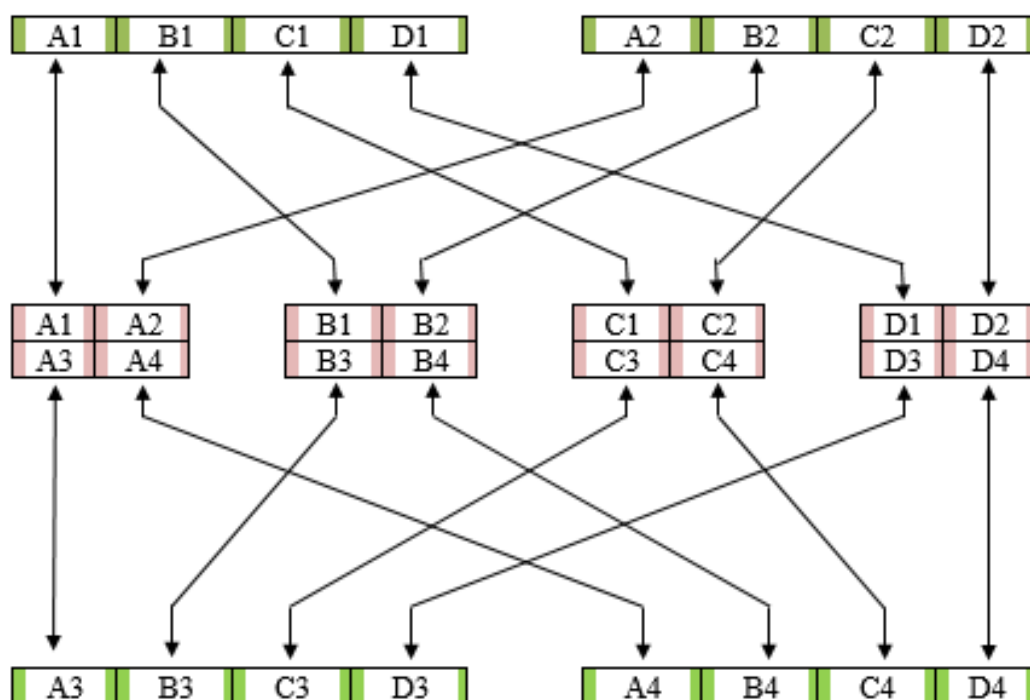 A1 B1 C1 D1 A2 B2 C2 D2
A1 A2 B1 B2 C1 C2 D1 D2
A3 A4 B3 B4 C3 C4 D3 D4
A3 B3 C3 D3 A4 B4 C4 D4